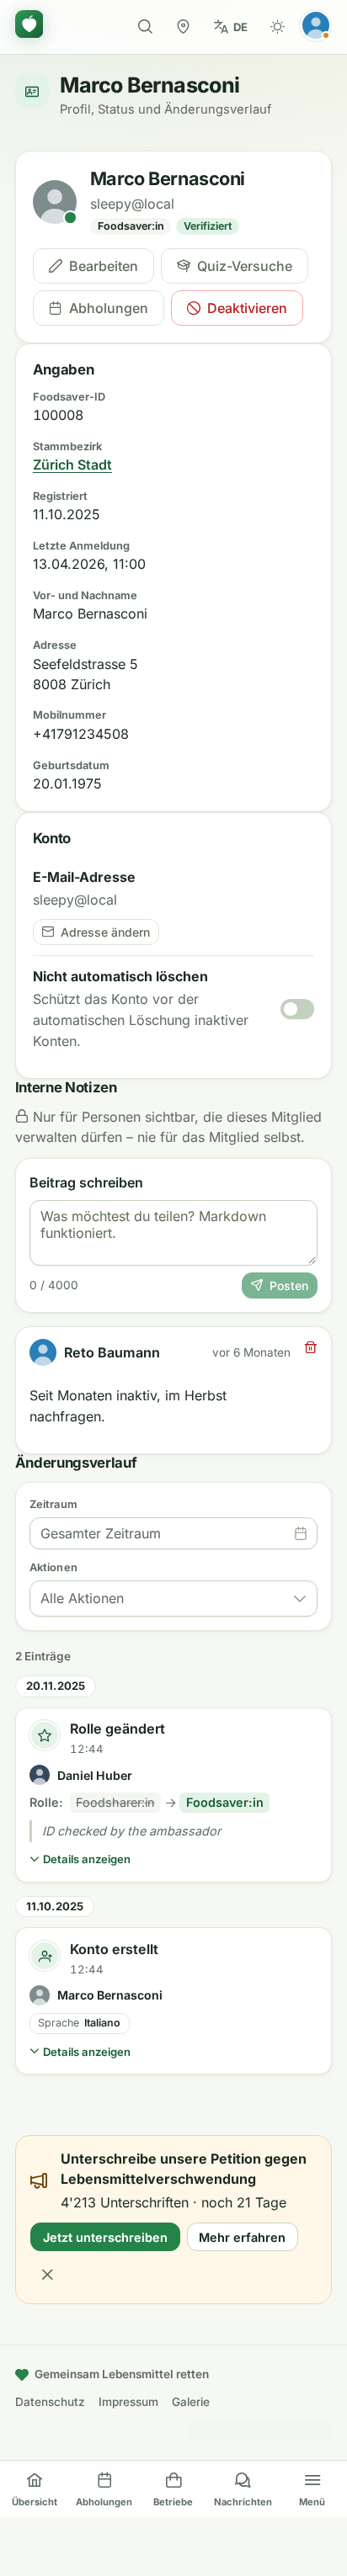 DE
Marco Bernasconi
Profil, Status und Änderungsverlauf
Marco Bernasconi
sleepy@local
Foodsaver:in Verifiziert
Bearbeiten Quiz-Versuche
Abholungen Deaktivieren
Angaben
Foodsaver-ID
100008
Stammbezirk
Zürich Stadt
Registriert
11.10.2025
Letzte Anmeldung
13.04.2026, 11:00
Vor- und Nachname
Marco Bernasconi
Adresse
Seefeldstrasse 5
8008 Zürich
Mobilnummer
+41791234508
Geburtsdatum
20.01.1975
Konto
E-Mail-Adresse
sleepy@local
Adresse ändern
Nicht automatisch löschen
Schützt das Konto vor der
automatischen Löschung inaktiver
Konten.
Interne Notizen
Nur für Personen sichtbar, die dieses Mitglied
verwalten dürfen – nie für das Mitglied selbst.
Beitrag schreiben
Was möchtest du teilen? Markdown
funktioniert.
0 / 4000 Posten
Reto Baumann vor 6 Monaten
Seit Monaten inaktiv, im Herbst
nachfragen.
Änderungsverlauf
Zeitraum
Gesamter Zeitraum
Aktionen
Alle Aktionen
2 Einträge
20.11.2025
Rolle geändert
12:44
Daniel Huber
Rolle: Foodsharer:in → Foodsaver:in
ID checked by the ambassador
Details anzeigen
11.10.2025
Konto erstellt
12:44
Marco Bernasconi
Sprache Italiano
Details anzeigen
Unterschreibe unsere Petition gegen
Lebensmittelverschwendung
4'213 Unterschriften · noch 21 Tage
Jetzt unterschreiben Mehr erfahren
Gemeinsam Lebensmittel retten
Datenschutz Impressum Galerie
Übersicht Abholungen Betriebe Nachrichten Menü